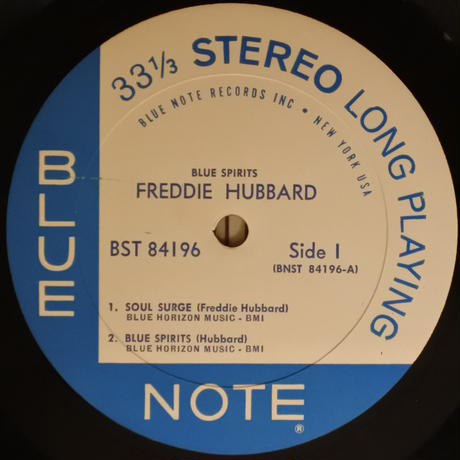 33 1/3 STEREO LONG PLAYING
BLUE NOTE RECORDS INC • NEW YORK USA
BLUE SPIRITS
FREDDIE HUBBARD
BST 84196
Side 1
(BNST 84196-A)
1. SOUL SURGE (Freddie Hubbard)
BLUE HORIZON MUSIC - BMI
2. BLUE SPIRITS (Hubbard)
BLUE HORIZON MUSIC - BMI
BLUE
NOTE®